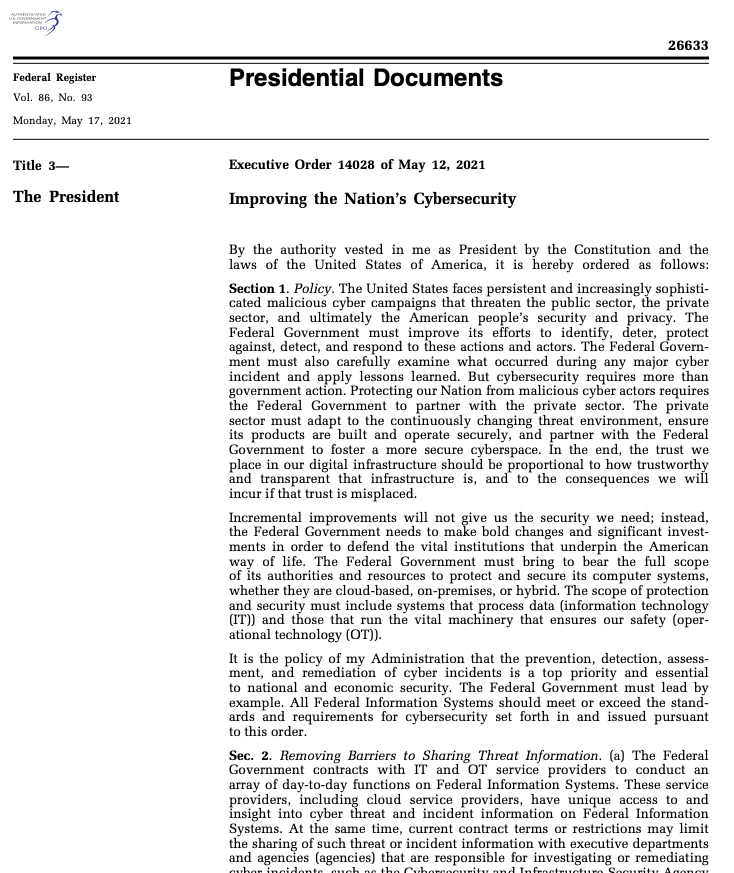 AUTHENTICATED
U.S. GOVERNMENT
INFORMATION
GPO
26633
Federal Register
Vol. 86, No. 93
Monday, May 17, 2021
Presidential Documents
Title 3—
The President
Executive Order 14028 of May 12, 2021
Improving the Nation's Cybersecurity
By the authority vested in me as President by the Constitution and the
laws of the United States of America, it is hereby ordered as follows:
Section 1. Policy. The United States faces persistent and increasingly sophisti-
cated malicious cyber campaigns that threaten the public sector, the private
sector, and ultimately the American people's security and privacy. The
Federal Government must improve its efforts to identify, deter, protect
against, detect, and respond to these actions and actors. The Federal Govern-
ment must also carefully examine what occurred during any major cyber
incident and apply lessons learned. But cybersecurity requires more than
government action. Protecting our Nation from malicious cyber actors requires
the Federal Government to partner with the private sector. The private
sector must adapt to the continuously changing threat environment, ensure
its products are built and operate securely, and partner with the Federal
Government to foster a more secure cyberspace. In the end, the trust we
place in our digital infrastructure should be proportional to how trustworthy
and transparent that infrastructure is, and to the consequences we will
incur if that trust is misplaced.
Incremental improvements will not give us the security we need; instead,
the Federal Government needs to make bold changes and significant invest-
ments in order to defend the vital institutions that underpin the American
way of life. The Federal Government must bring to bear the full scope
of its authorities and resources to protect and secure its computer systems,
whether they are cloud-based, on-premises, or hybrid. The scope of protection
and security must include systems that process data (information technology
(IT)) and those that run the vital machinery that ensures our safety (oper-
ational technology (OT)).
It is the policy of my Administration that the prevention, detection, assess-
ment, and remediation of cyber incidents is a top priority and essential
to national and economic security. The Federal Government must lead by
example. All Federal Information Systems should meet or exceed the stand-
ards and requirements for cybersecurity set forth in and issued pursuant
to this order.
Sec. 2. Removing Barriers to Sharing Threat Information. (a) The Federal
Government contracts with IT and OT service providers to conduct an
array of day-to-day functions on Federal Information Systems. These service
providers, including cloud service providers, have unique access to and
insight into cyber threat and incident information on Federal Information
Systems. At the same time, current contract terms or restrictions may limit
the sharing of such threat or incident information with executive departments
and agencies (agencies) that are responsible for investigating or remediating
cyber incidents, such as the Cybersecurity and Infrastructure Security Agency